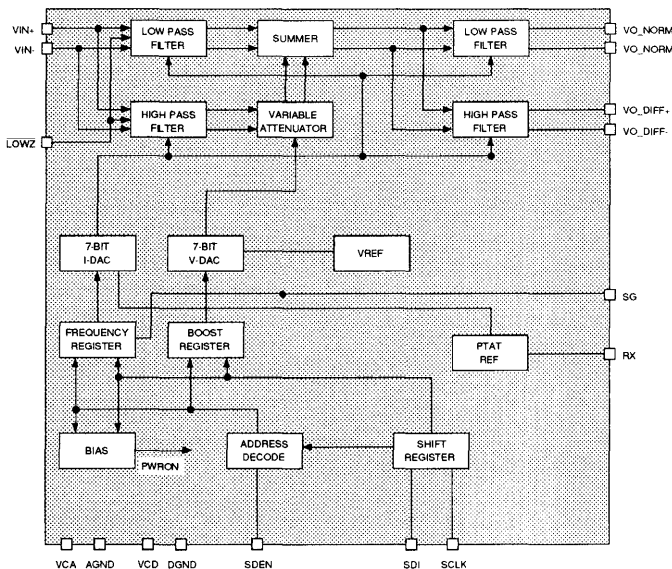 VIN+
VIN-
LOW PASS
FILTER
SUMMER
LOW PASS
FILTER
VO_NORM+
VO_NORM-
HIGH PASS
FILTER
VARIABLE
ATTENUATOR
HIGH PASS
FILTER
VO_DIFF+
VO_DIFF-
LOWZ
7-BIT
I-DAC
7-BIT
V-DAC
VREF
SG
FREQUENCY
REGISTER
BOOST
REGISTER
PTAT
REF
RX
BIAS
PWRON
ADDRESS
DECODE
SHIFT
REGISTER
VCA
AGND
VCD
DGND
SDEN
SDI
SCLK